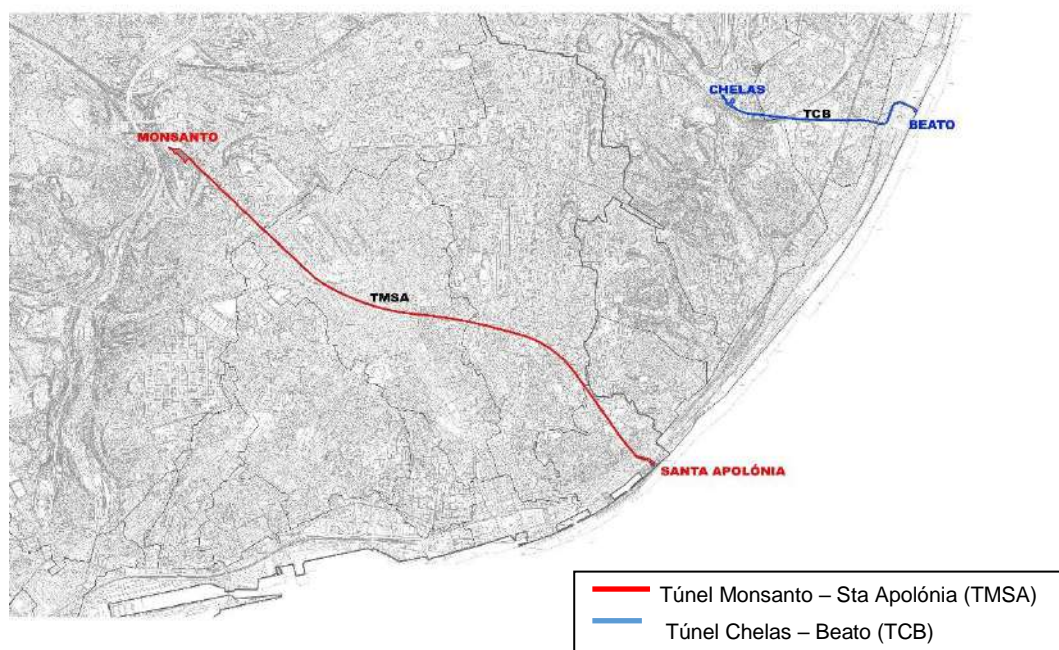 CHELAS
TCB
BEATO
MONSANTO
TMSA
SANTA APOLÓNIA
Túnel Monsanto – Sta Apolónia (TMSA)
Túnel Chelas – Beato (TCB)